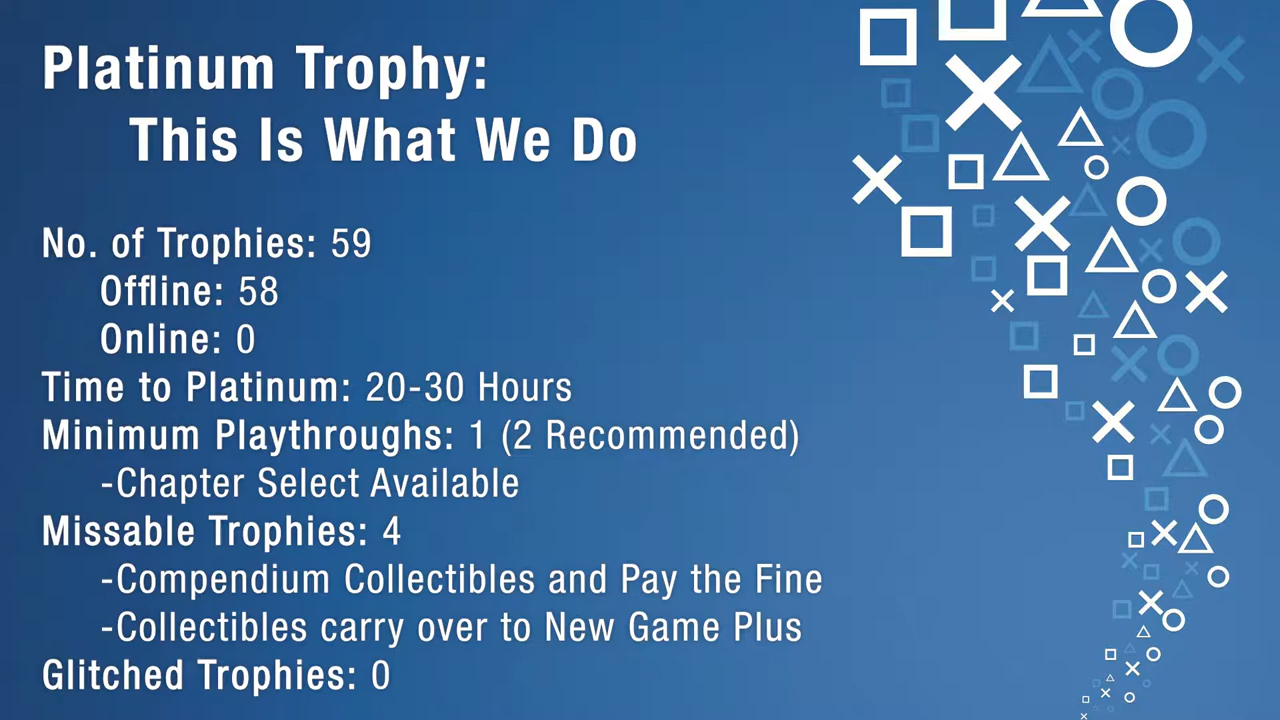 Platinum Trophy:
This Is What We Do
No. of Trophies: 59
Offline: 58
Online: 0
Time to Platinum: 20-30 Hours
Minimum Playthroughs: 1 (2 Recommended)
-Chapter Select Available
Missable Trophies: 4
-Compendium Collectibles and Pay the Fine
-Collectibles carry over to New Game Plus
Glitched Trophies: 0